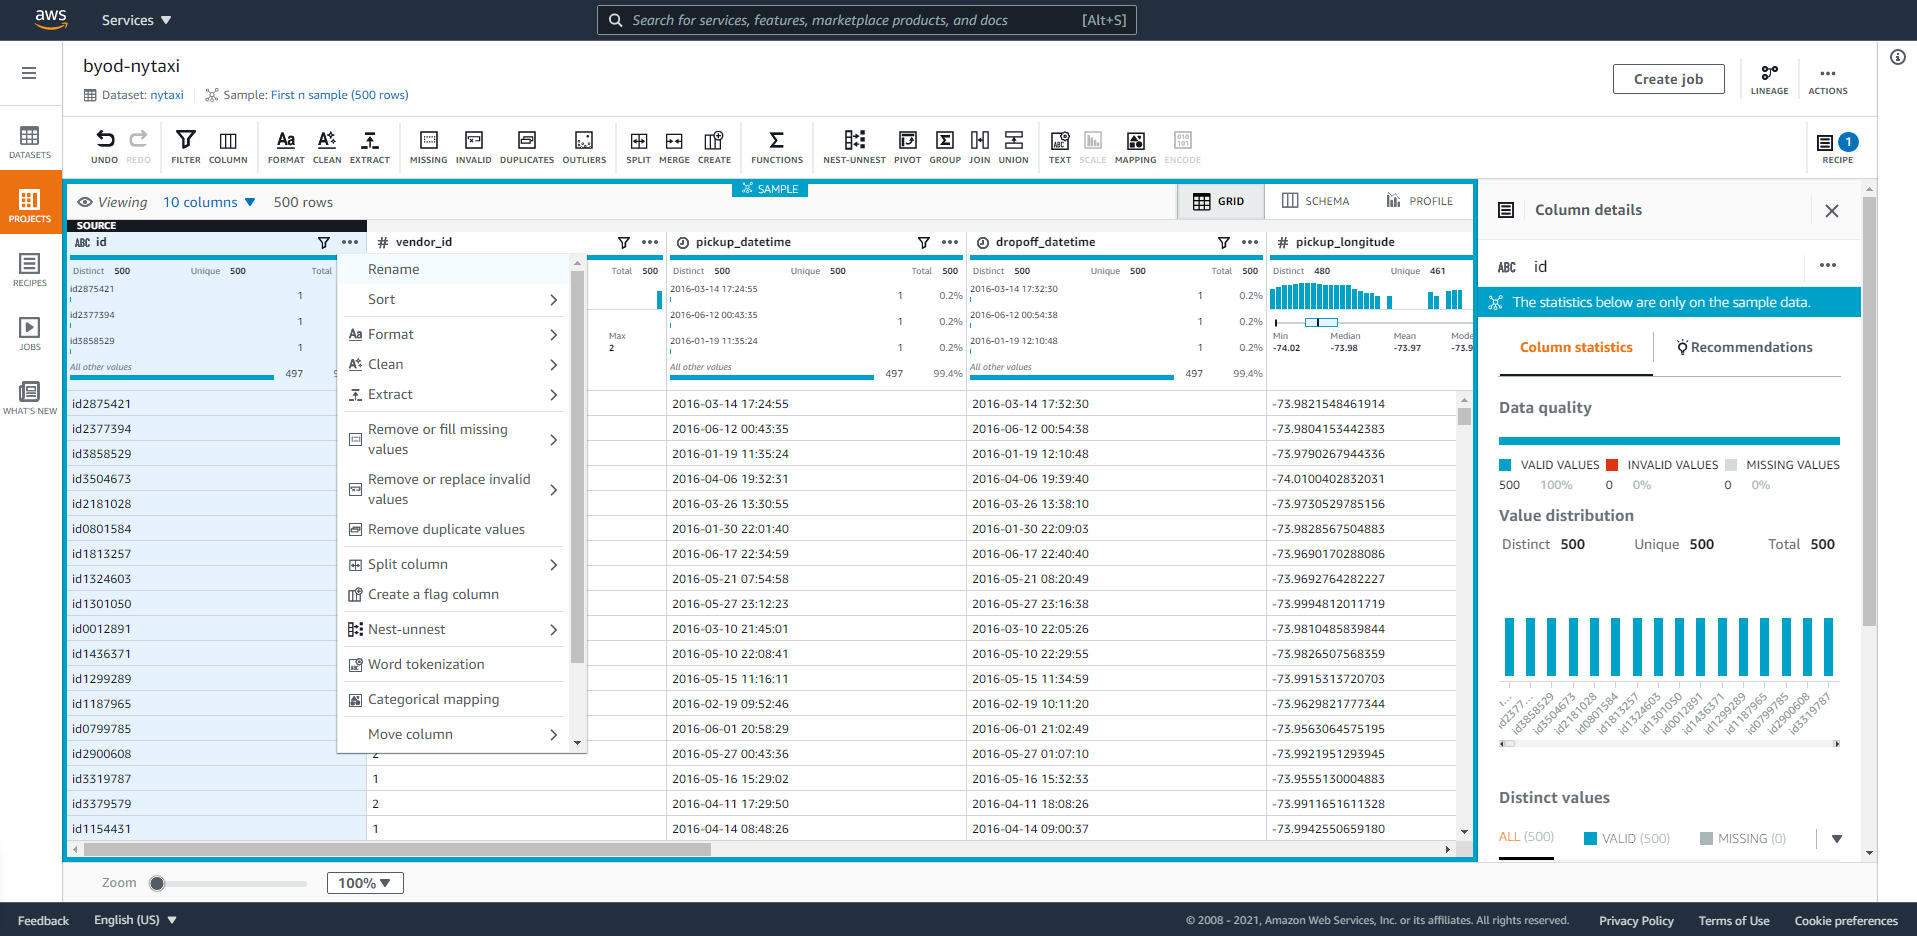 aws
Services ▼
Search for services, features, marketplace products, and docs [Alt+S]
byod-nytaxi
Dataset: nytaxi Sample: First n sample (500 rows)
Create job
LINEAGE
ACTIONS
DATASETS
PROJECTS
RECIPES
JOBS
WHAT'S NEW
UNDO REDO FILTER COLUMN FORMAT CLEAN EXTRACT MISSING INVALID DUPLICATES OUTLIERS SPLIT MERGE CREATE FUNCTIONS NEST-UNNEST PIVOT GROUP JOIN UNION TEXT SCALE MAPPING ENCODE
1
RECIPE
SAMPLE
Viewing 10 columns ▼ 500 rows
GRID SCHEMA PROFILE
SOURCE
ABC id # vendor_id pickup_datetime dropoff_datetime # pickup_longitude
Distinct 500 Unique 500 Total
id2875421 1
id2377394 1
id3858529 1
All other values 497
Total 500
Max
2
Distinct 500 Unique 500 Total 500
2016-03-14 17:24:55 1 0.2%
2016-06-12 00:43:35 1 0.2%
2016-01-19 11:35:24 1 0.2%
All other values 497 99.4%
Distinct 500 Unique 500 Total 500
2016-03-14 17:32:30 1 0.2%
2016-06-12 00:54:38 1 0.2%
2016-01-19 12:10:48 1 0.2%
All other values 497 99.4%
Distinct 480 Unique 461
Min Median Mean Mode
-74.02 -73.98 -73.97 -73.9
Rename
Sort
Format
Clean
Extract
Remove or fill missing
values
Remove or replace invalid
values
Remove duplicate values
Split column
Create a flag column
Nest-unnest
Word tokenization
Categorical mapping
Move column
id2875421 2016-03-14 17:24:55 2016-03-14 17:32:30 -73.9821548461914
id2377394 2016-06-12 00:43:35 2016-06-12 00:54:38 -73.9804153442383
id3858529 2016-01-19 11:35:24 2016-01-19 12:10:48 -73.9790267944336
id3504673 2016-04-06 19:32:31 2016-04-06 19:39:40 -74.0100402832031
id2181028 2016-03-26 13:30:55 2016-03-26 13:38:10 -73.9730529785156
id0801584 2016-01-30 22:01:40 2016-01-30 22:09:03 -73.9828567504883
id1813257 2016-06-17 22:34:59 2016-06-17 22:40:40 -73.9690170288086
id1324603 2016-05-21 07:54:58 2016-05-21 08:20:49 -73.9692764282227
id1301050 2016-05-27 23:12:23 2016-05-27 23:16:38 -73.9994812011719
id0012891 2016-03-10 21:45:01 2016-03-10 22:05:26 -73.9810485839844
id1436371 2016-05-10 22:08:41 2016-05-10 22:29:55 -73.9826507568359
id1299289 2016-05-15 11:16:11 2016-05-15 11:34:59 -73.9915313720703
id1187965 2016-02-19 09:52:46 2016-02-19 10:11:20 -73.9629821777344
id0799785 2016-06-01 20:58:29 2016-06-01 21:02:49 -73.9563064575195
id2900608 2 2016-05-27 00:43:36 2016-05-27 01:07:10 -73.9921951293945
id3319787 1 2016-05-16 15:29:02 2016-05-16 15:32:33 -73.9555130004883
id3379579 2 2016-04-11 17:29:50 2016-04-11 18:08:26 -73.9911651611328
id1154431 1 2016-04-14 08:48:26 2016-04-14 09:00:37 -73.9942550659180
Column details
ABC id
The statistics below are only on the sample data.
Column statistics Recommendations
Data quality
VALID VALUES INVALID VALUES MISSING VALUES
500 100% 0 0% 0 0%
Value distribution
Distinct 500 Unique 500 Total 500
i... id2377... id3858529 id3504673 id2181028 id0801584 id1813257 id1324603 id1301050 id0012891 id1436371 id1299289 id1187965 id0799785 id2900608 id3319787
Distinct values
ALL (500) VALID (500) MISSING (0) ▼
Zoom 100% ▼
Feedback English (US) ▼ © 2008 - 2021, Amazon Web Services, Inc. or its affiliates. All rights reserved. Privacy Policy Terms of Use Cookie preferences